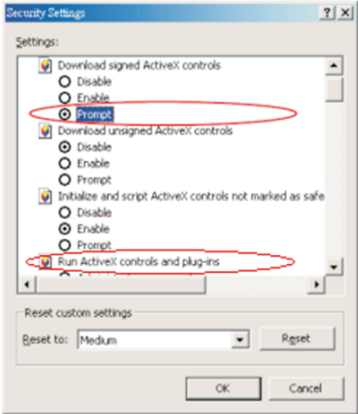 Security Settings
Settings:
Download signed ActiveX controls
Disable
Enable
Prompt
Download unsigned ActiveX controls
Disable
Enable
Prompt
Initialize and script ActiveX controls not marked as safe
Disable
Enable
Prompt
Run ActiveX controls and plug-ins
Reset custom settings
Reset to: Medium Reset
OK Cancel